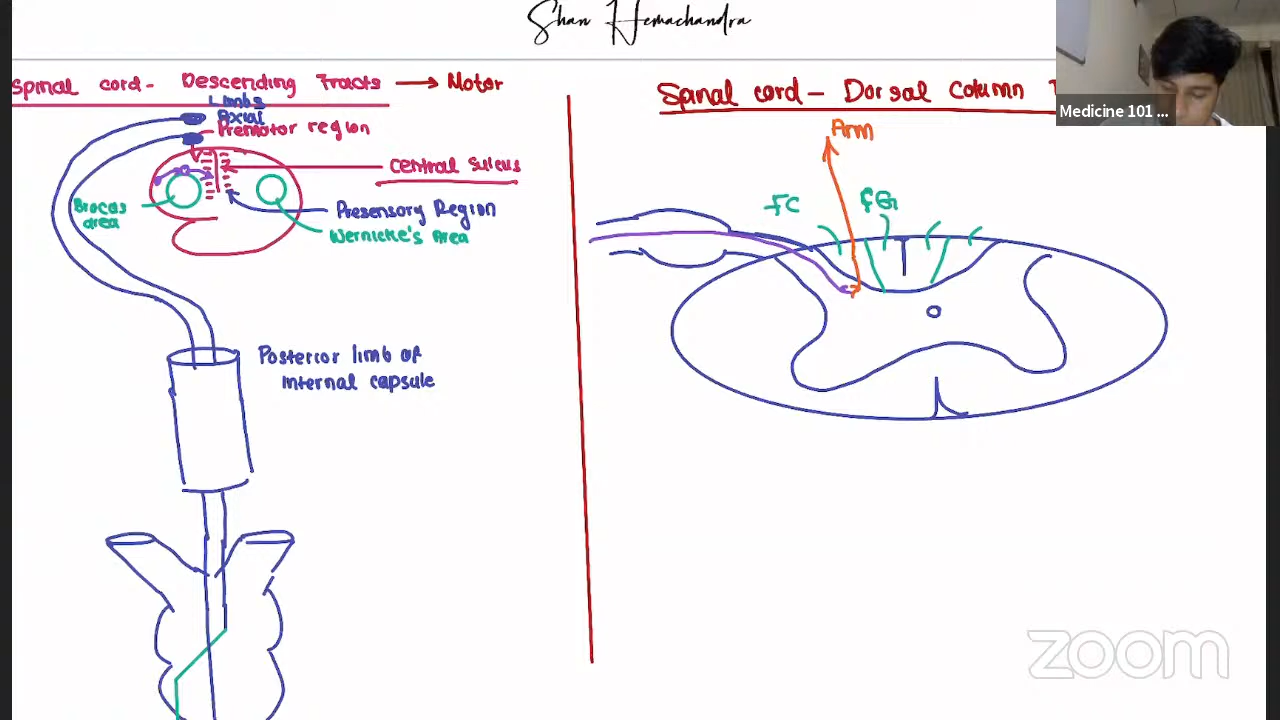 Shan Hemachandra
Spinal cord - Descending Tracts → Motor
Limbs
Axial
Premotor region
Central Sulcus
Presensory Region
Wernicke's Area
Brocas
area
Posterior limb of
internal capsule
Spinal cord - Dorsal Column
Arm
FC
FG
Medicine 101 ...
zoom